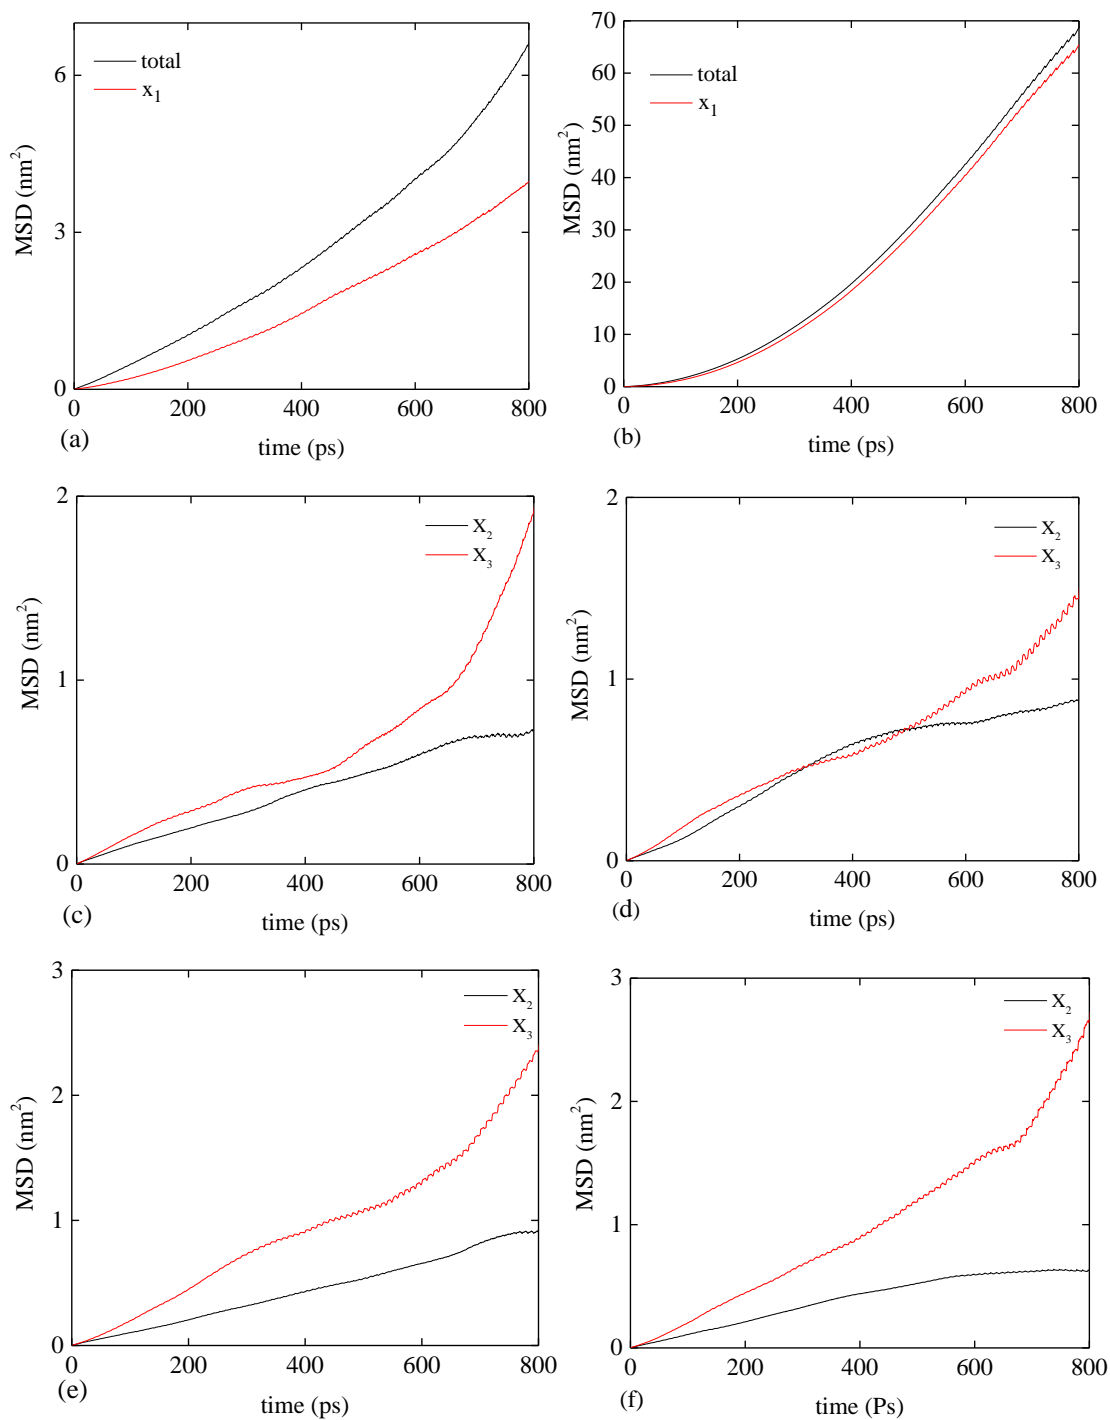 total
x1
MSD (nm2)
6
3
0
0 200 400 600 800
(a)
time (ps)
total
x1
MSD (nm2)
70
60
50
40
30
20
10
0
0 200 400 600 800
(b)
time (ps)
X2
X3
MSD (nm2)
2
1
0
0 200 400 600 800
(c)
time (ps)
X2
X3
MSD (nm2)
2
1
0
0 200 400 600 800
(d)
time (ps)
X2
X3
MSD (nm2)
3
2
1
0
0 200 400 600 800
(e)
time (ps)
X2
X3
MSD (nm2)
3
2
1
0
0 200 400 600 800
(f)
time (Ps)